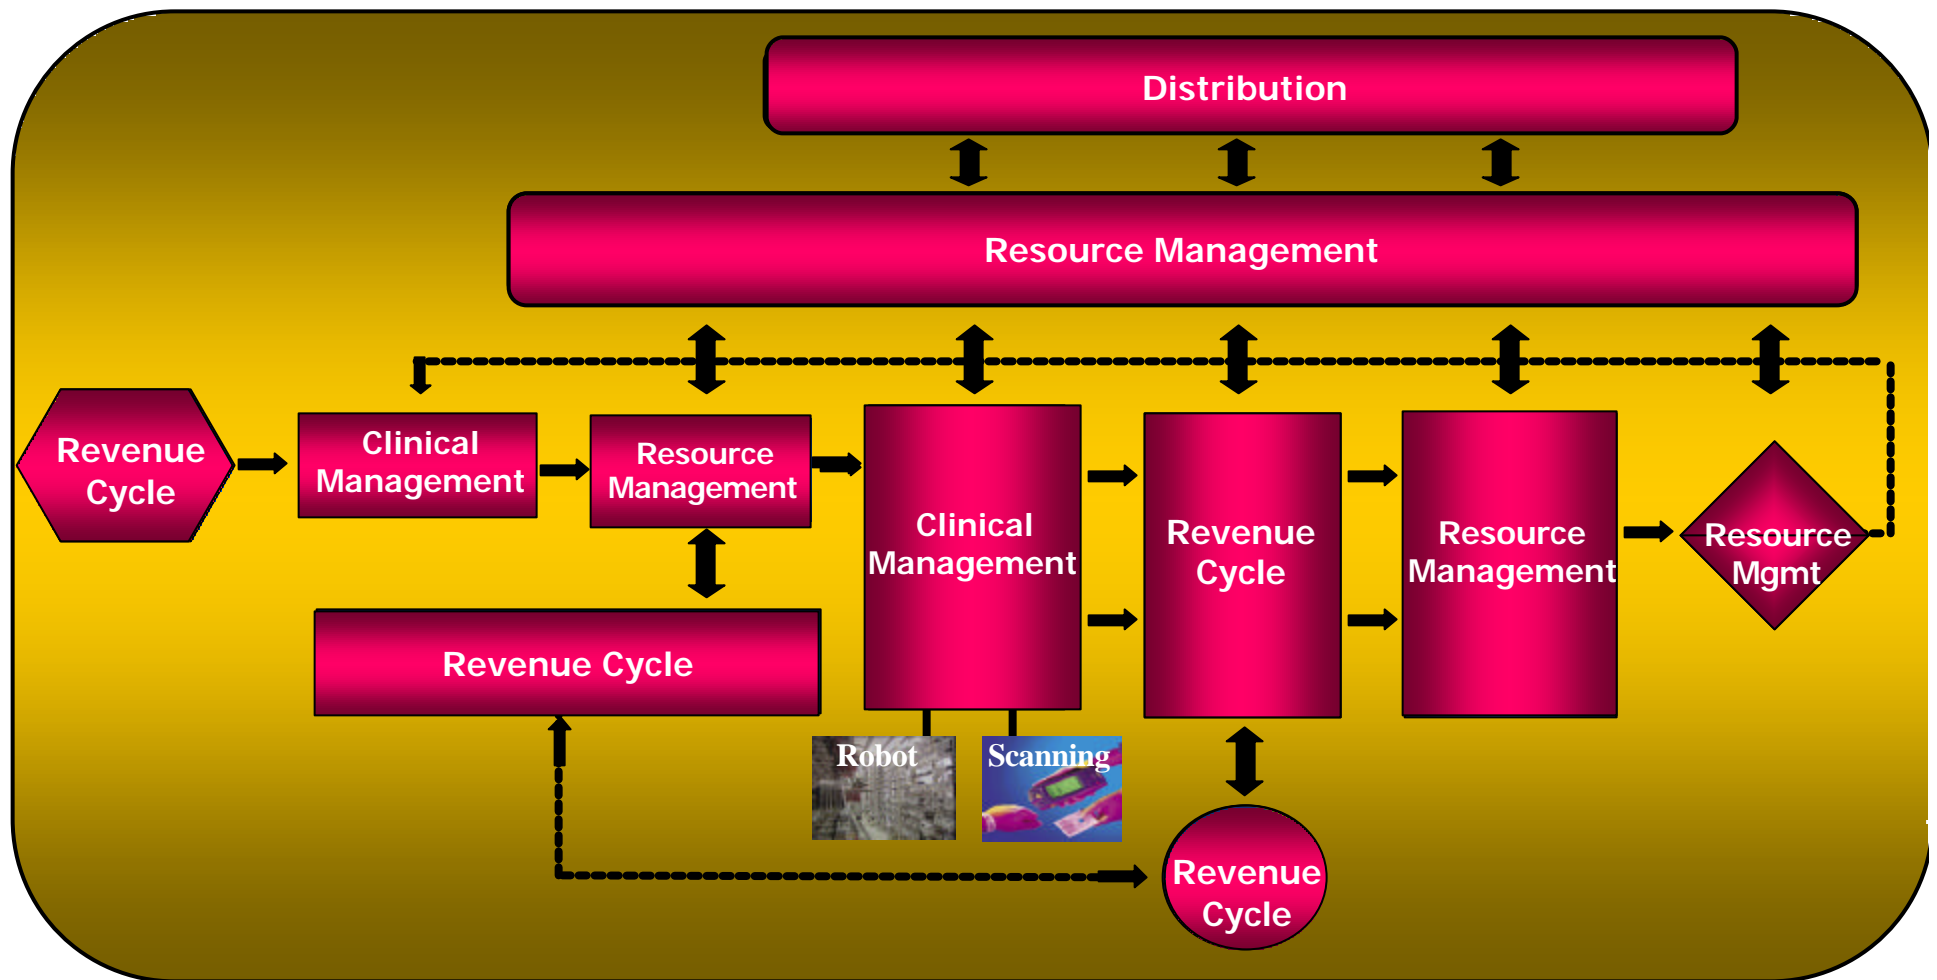 Distribution
Resource Management
Revenue
Cycle
Clinical
Management
Resource
Management
Clinical
Management
Revenue
Cycle
Resource
Management
Resource
Mgmt
Revenue Cycle
Robot
Scanning
Revenue
Cycle